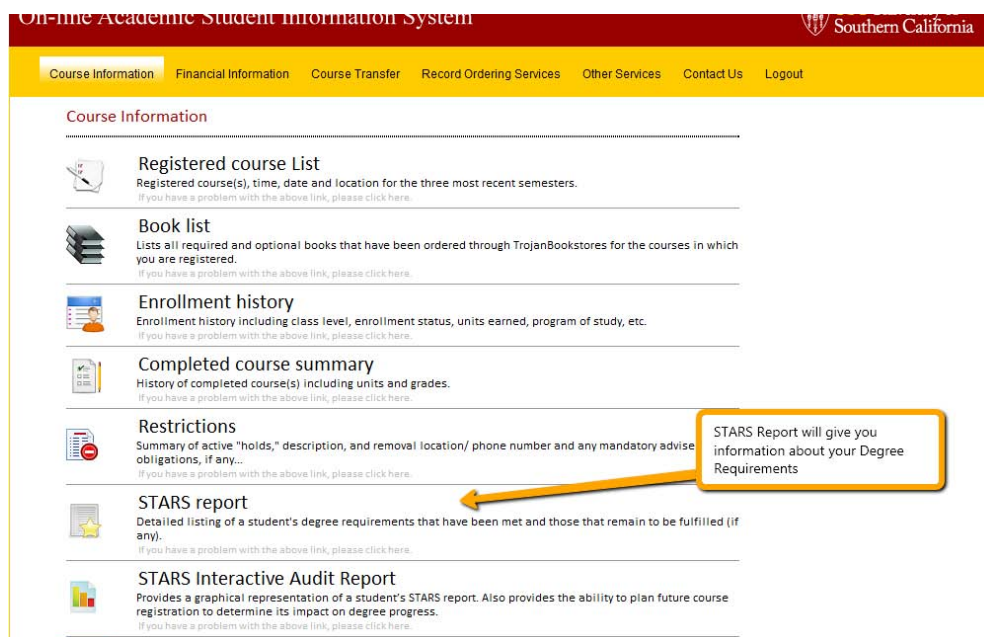 On-line Academic Student Information System
Southern California
Course Information Financial Information Course Transfer Record Ordering Services Other Services Contact Us Logout
Course Information
Registered course List
Registered course(s), time, date and location for the three most recent semesters.
If you have a problem with the above link, please click here.
Book list
Lists all required and optional books that have been ordered through TrojanBookstores for the courses in which
you are registered.
If you have a problem with the above link, please click here.
Enrollment history
Enrollment history including class level, enrollment status, units earned, program of study, etc.
If you have a problem with the above link, please click here.
Completed course summary
History of completed course(s) including units and grades.
If you have a problem with the above link, please click here.
Restrictions
Summary of active "holds," description, and removal location/ phone number and any mandatory advise
obligations, if any...
If you have a problem with the above link, please click here.
STARS Report will give you
information about your Degree
Requirements
STARS report
Detailed listing of a student's degree requirements that have been met and those that remain to be fulfilled (if
any).
If you have a problem with the above link, please click here.
STARS Interactive Audit Report
Provides a graphical representation of a student's STARS report. Also provides the ability to plan future course
registration to determine its impact on degree progress.
If you have a problem with the above link, please click here.